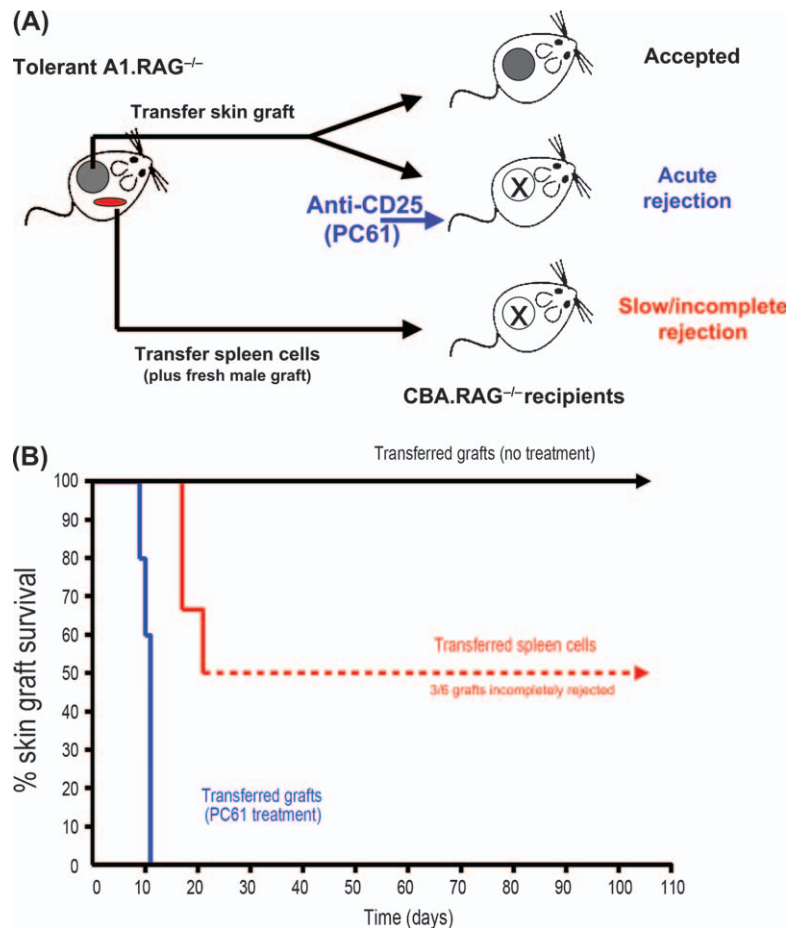 (A)
Tolerant A1.RAG–/–
Transfer skin graft
Accepted
Anti-CD25
(PC61)
X
Acute
rejection
X
Slow/incomplete
rejection
Transfer spleen cells
(plus fresh male graft)
CBA.RAG–/– recipients
(B)
Transferred grafts (no treatment)
100
90
80
70
60
50
40
30
20
10
0
% skin graft survival
Transferred spleen cells
3/6 grafts incompletely rejected
Transferred grafts
(PC61 treatment)
0 10 20 30 40 50 60 70 80 90 100 110
Time (days)